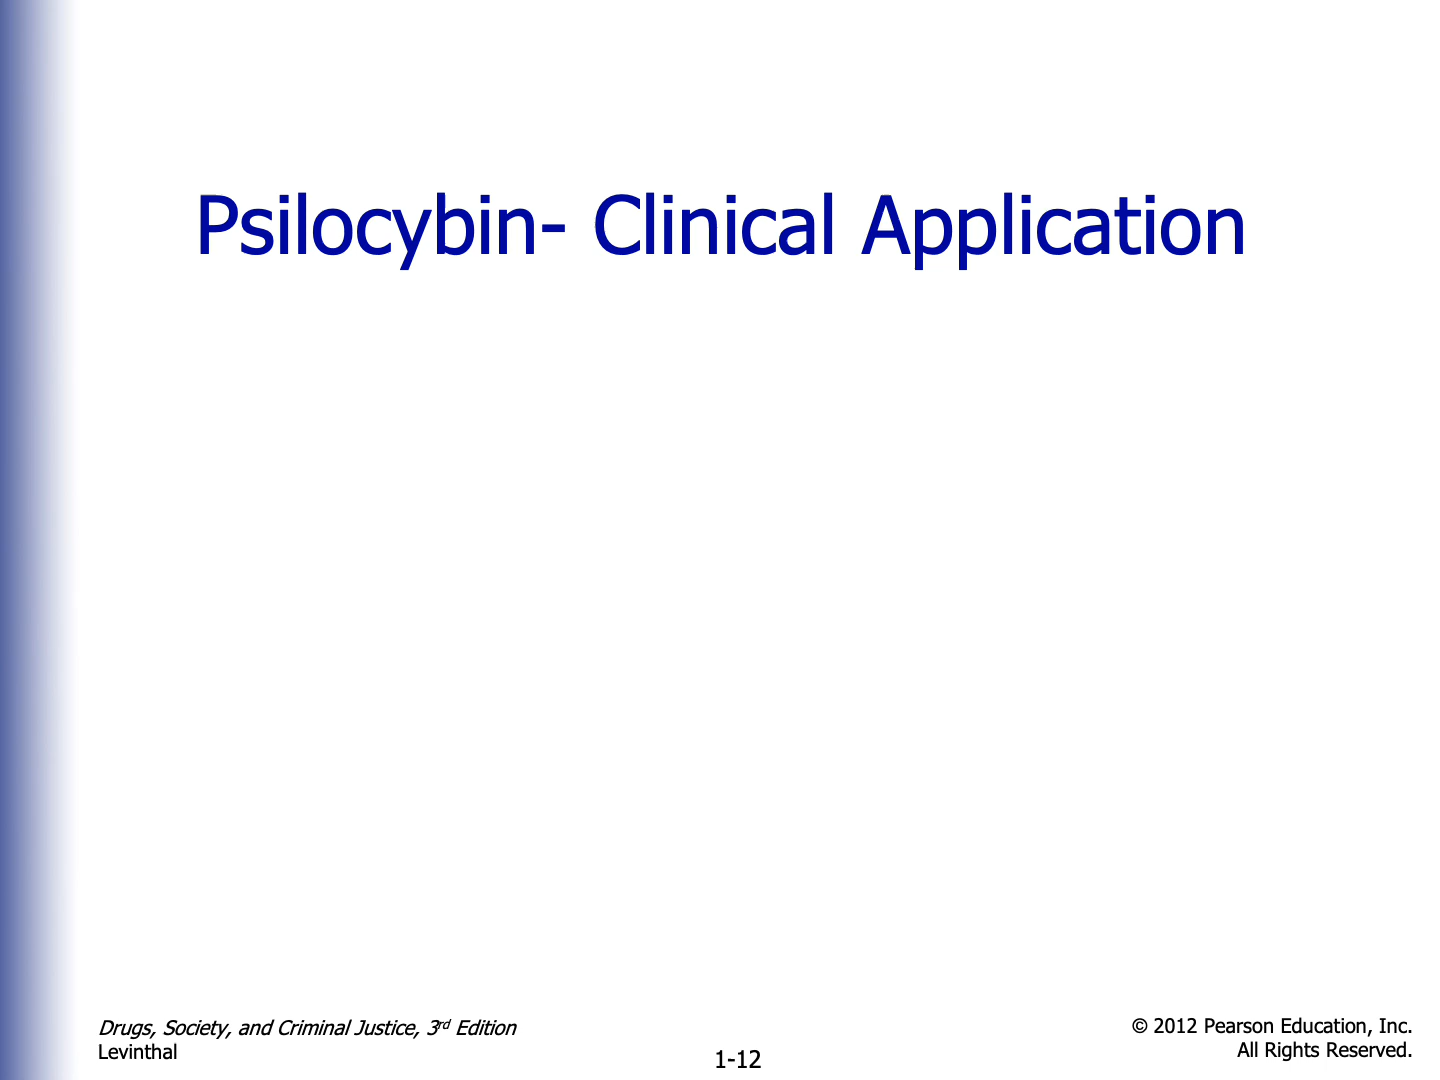 Psilocybin- Clinical Application
Drugs, Society, and Criminal Justice, 3rd Edition
Levinthal
1-12
© 2012 Pearson Education, Inc.
All Rights Reserved.